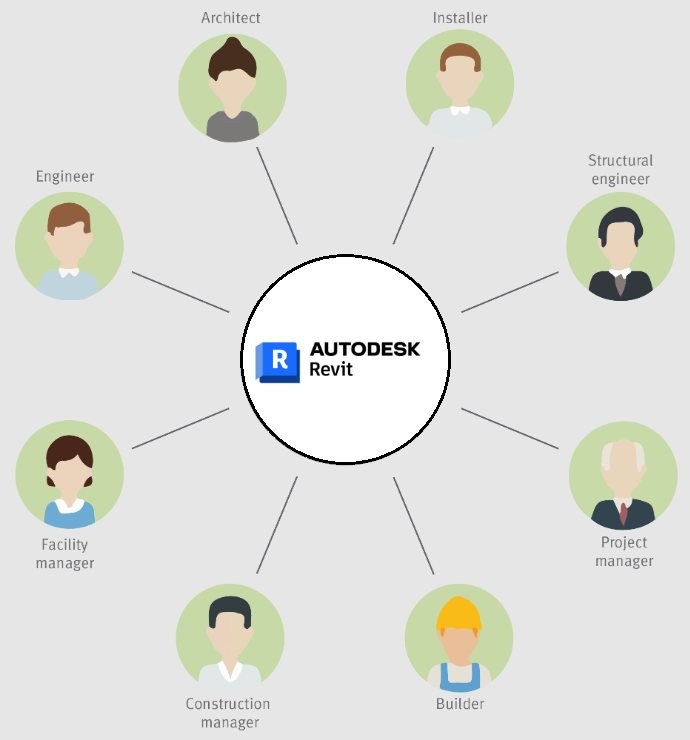 Architect
Installer
Structural
engineer
Engineer
R
AUTODESK
Revit
Facility
manager
Project
manager
Construction
manager
Builder